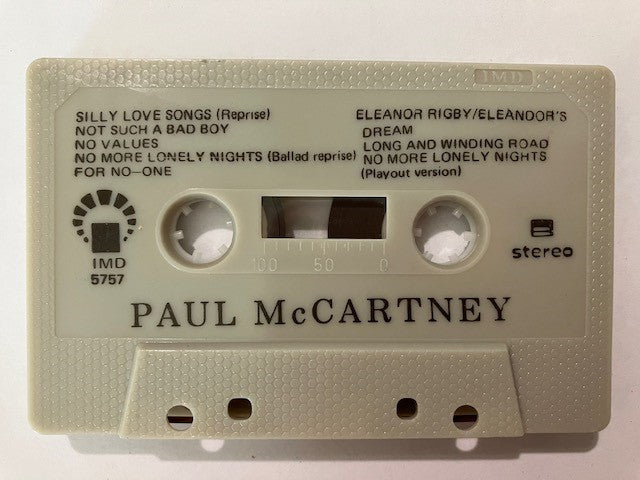 IMD
SILLY LOVE SONGS (Reprise)
NOT SUCH A BAD BOY
NO VALUES
NO MORE LONELY NIGHTS (Ballad reprise)
FOR NO-ONE
ELEANOR RIGBY/ELEANDOR'S
DREAM
LONG AND WINDING ROAD
NO MORE LONELY NIGHTS
(Playout version)
IMD
5757
100 50 0
stereo
PAUL McCARTNEY